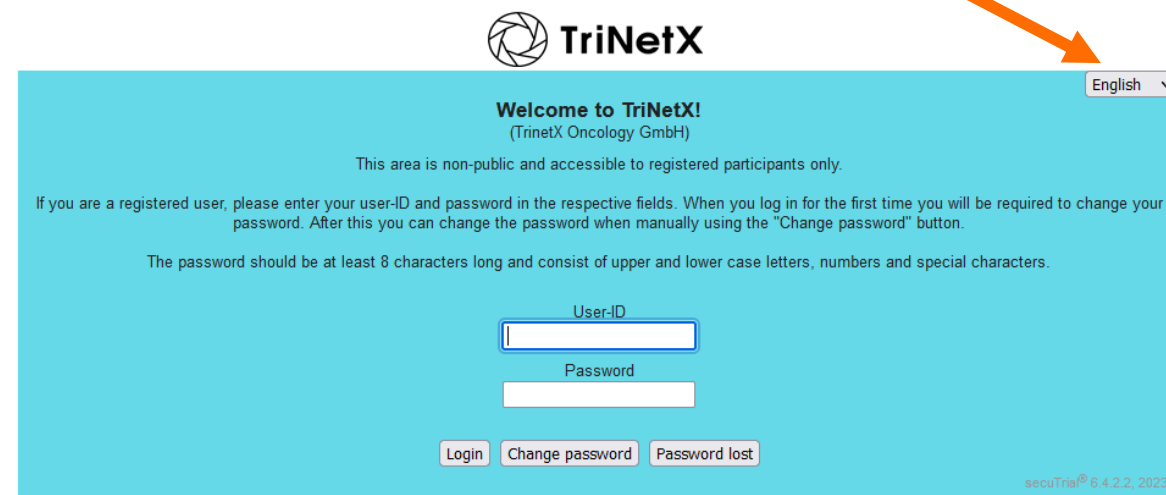 TriNetX
English
Welcome to TriNetX!
(TrinetX Oncology GmbH)
This area is non-public and accessible to registered participants only.
If you are a registered user, please enter your user-ID and password in the respective fields. When you log in for the first time you will be required to change your
password. After this you can change the password when manually using the "Change password" button.
The password should be at least 8 characters long and consist of upper and lower case letters, numbers and special characters.
User-ID
Password
Login Change password Password lost
secuTrial® 6.4.2.2, 2023